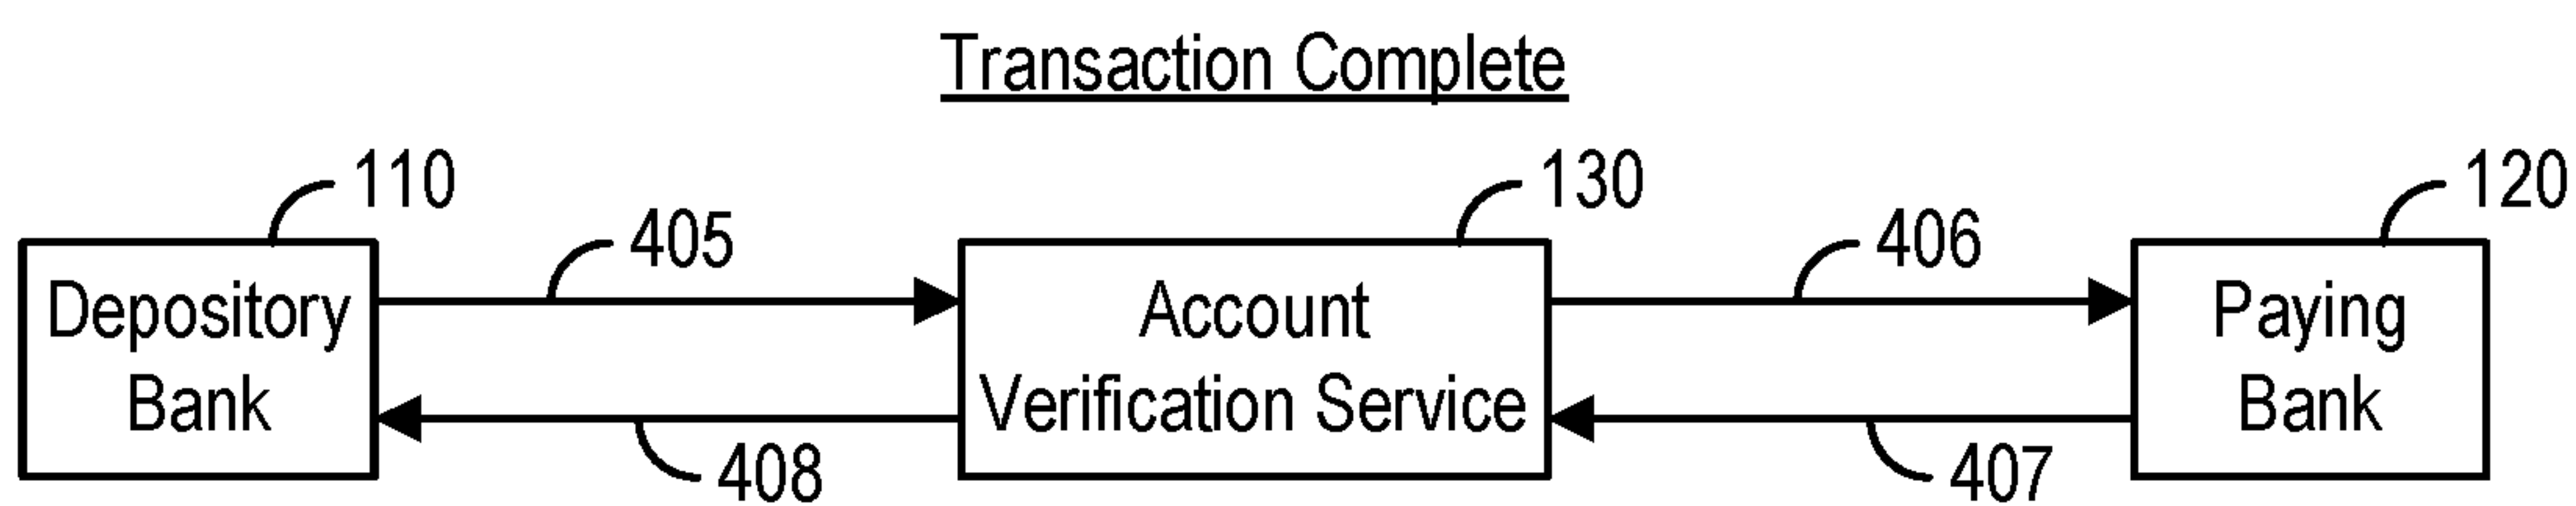 Transaction Complete
110
130
120
405
406
Depository
Bank
Account
Verification Service
Paying
Bank
408
407